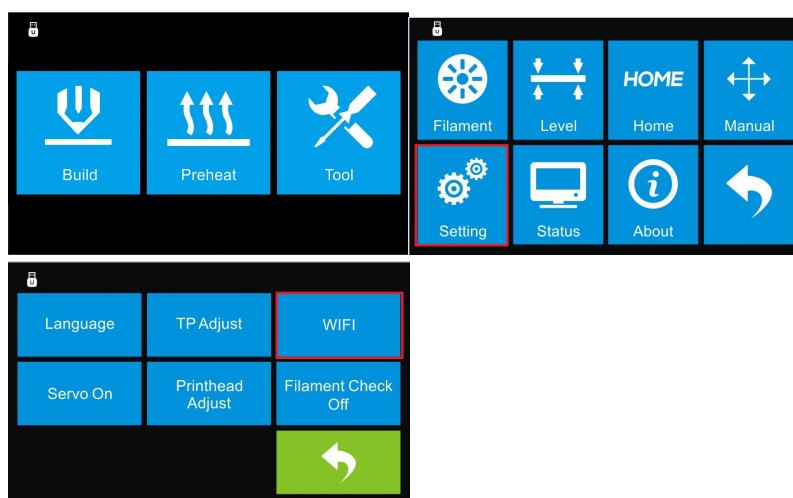 U
U
Build
Preheat
Tool
HOME
Filament
Level
Home
Manual
i
Setting
Status
About
U
Language
TP Adjust
WIFI
Servo On
Printhead
Adjust
Filament Check
Off